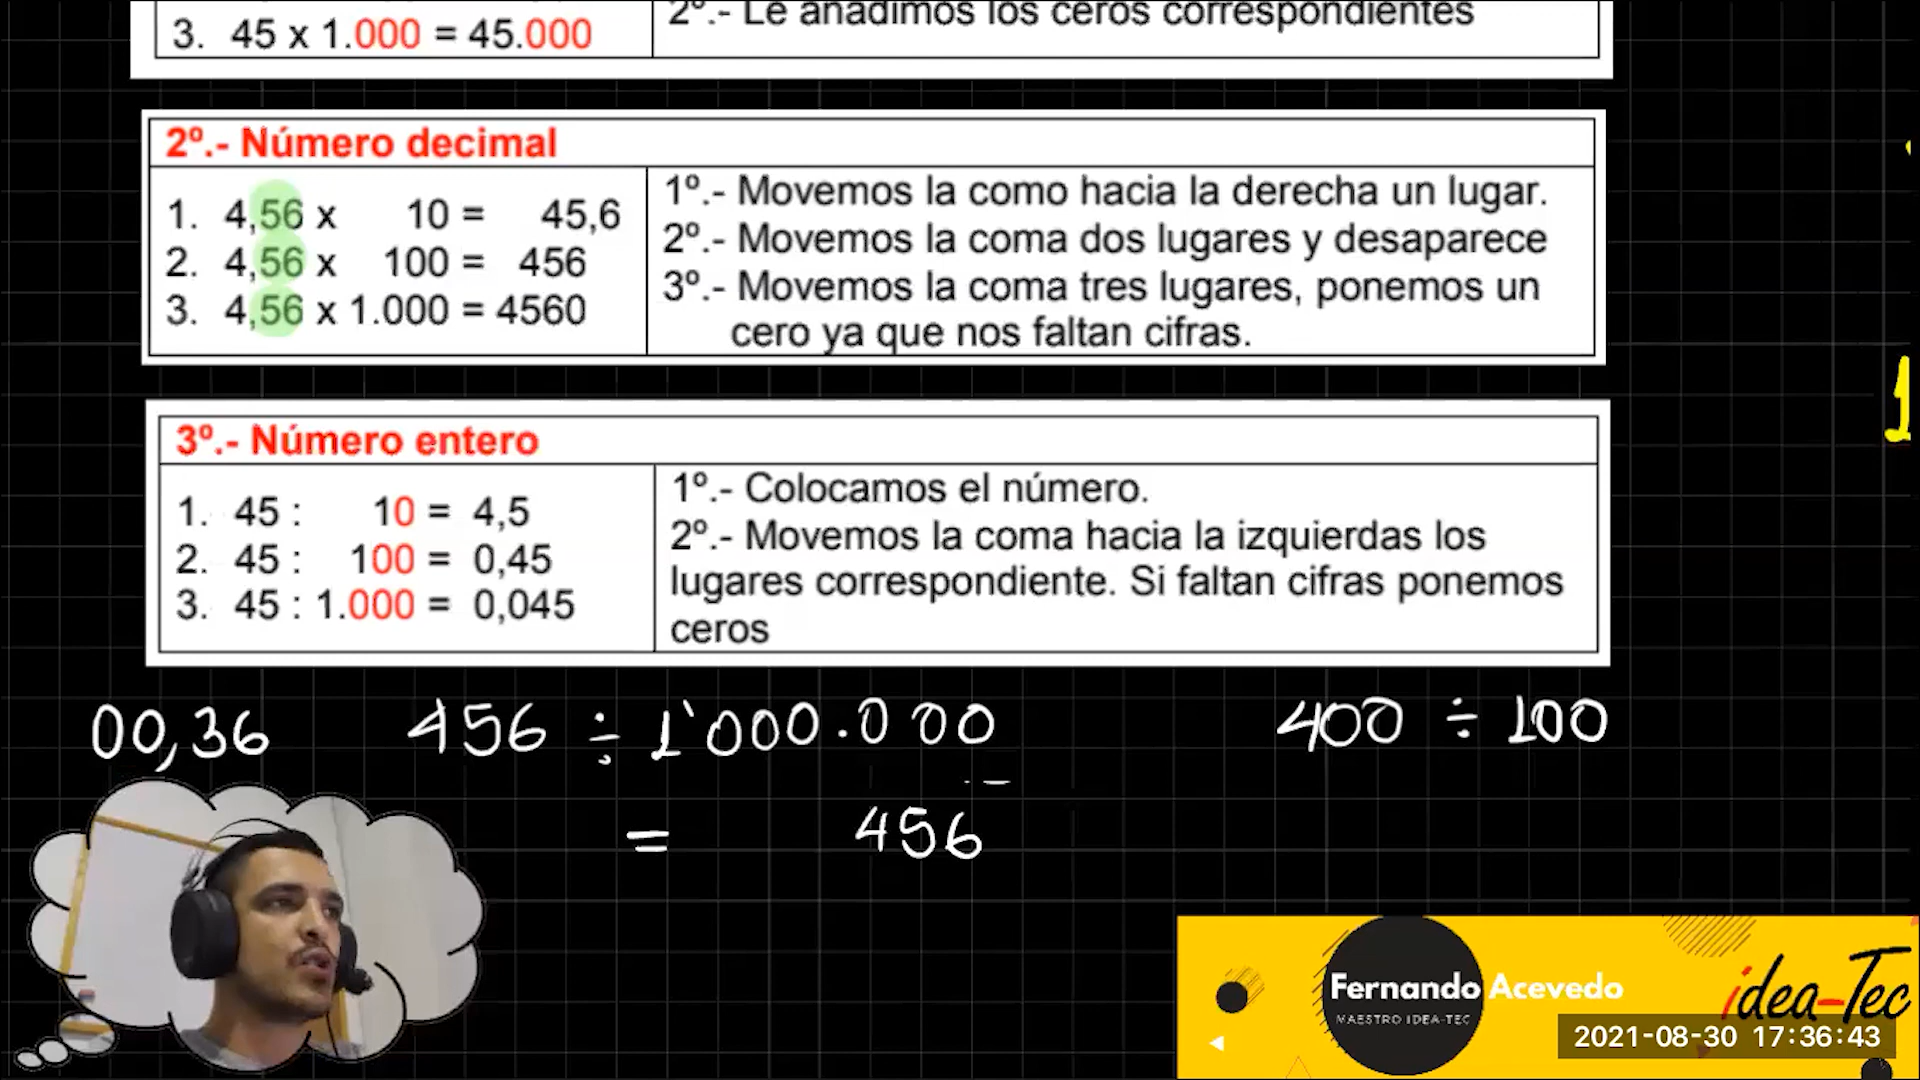 3. 45 x 1.000 = 45.000
2º.- Le añadimos los ceros correspondientes
2º.- Número decimal
1. 4,56 x 10 = 45,6
2. 4,56 x 100 = 456
3. 4,56 x 1.000 = 4560
1º.- Movemos la como hacia la derecha un lugar.
2º.- Movemos la coma dos lugares y desaparece
3º.- Movemos la coma tres lugares, ponemos un
cero ya que nos faltan cifras.
3º.- Número entero
1. 45 : 10 = 4,5
2. 45 : 100 = 0,45
3. 45 : 1.000 = 0,045
1º.- Colocamos el número.
2º.- Movemos la coma hacia la izquierdas los
lugares correspondiente. Si faltan cifras ponemos
ceros
00,36 456 ÷ 1'000.000 400 ÷ 100
= 456
Fernando Acevedo
MAESTRO IDEA-TEC
idea-Tec
2021-08-30 17:36:43